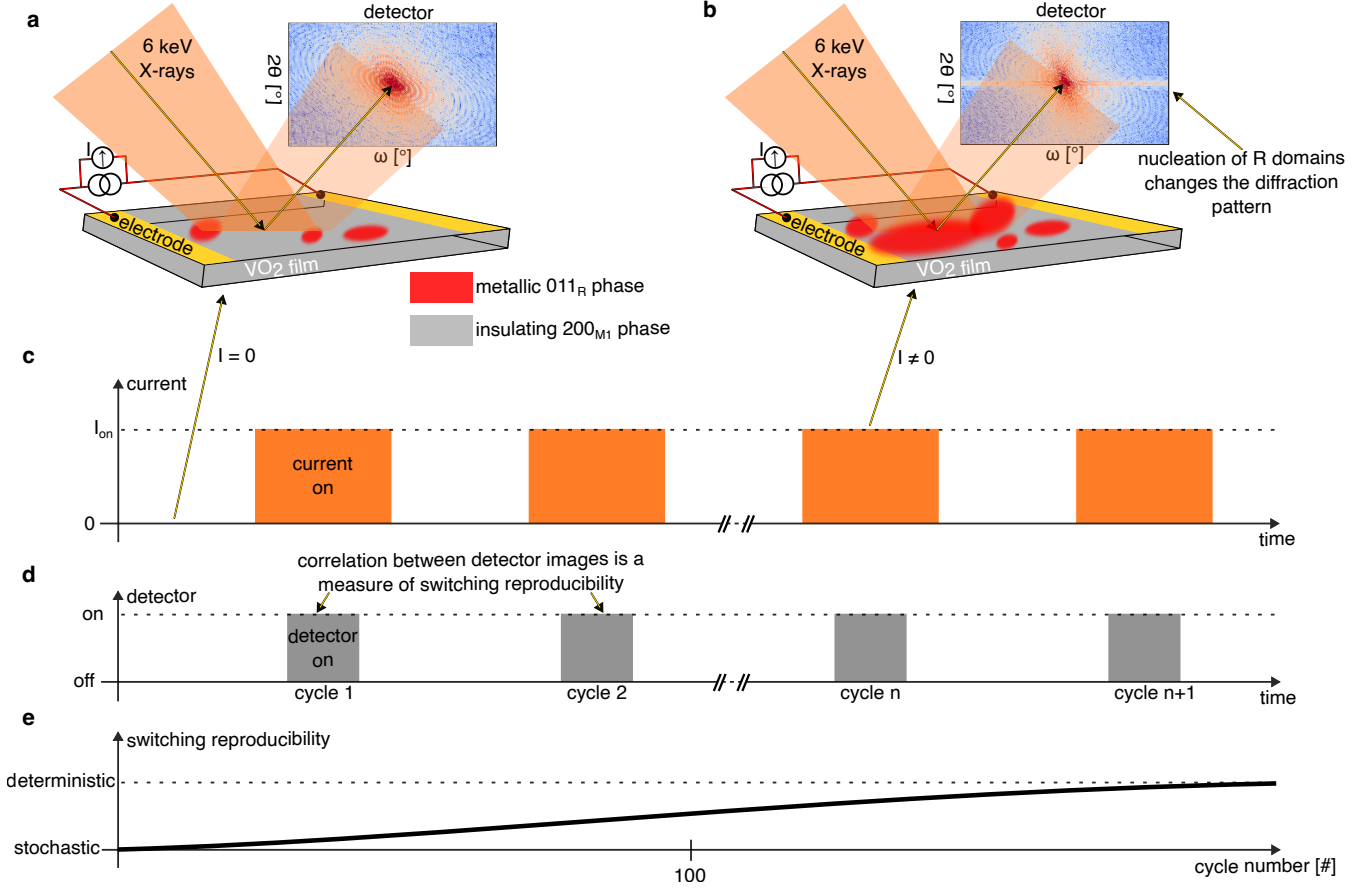 a
detector
6 keV
X-rays
2θ [°]
ω [°]
I
electrode
VO₂ film
b
detector
6 keV
X-rays
2θ [°]
ω [°]
nucleation of R domains
changes the diffraction
pattern
I
electrode
VO₂ film
metallic 011R phase
insulating 200M1 phase
I = 0
I ≠ 0
c
current
Ion
current
on
0
time
d
correlation between detector images is a
measure of switching reproducibility
detector
on
detector
on
off
cycle 1
cycle 2
cycle n
cycle n+1
time
e
switching reproducibility
deterministic
stochastic
100
cycle number [#]